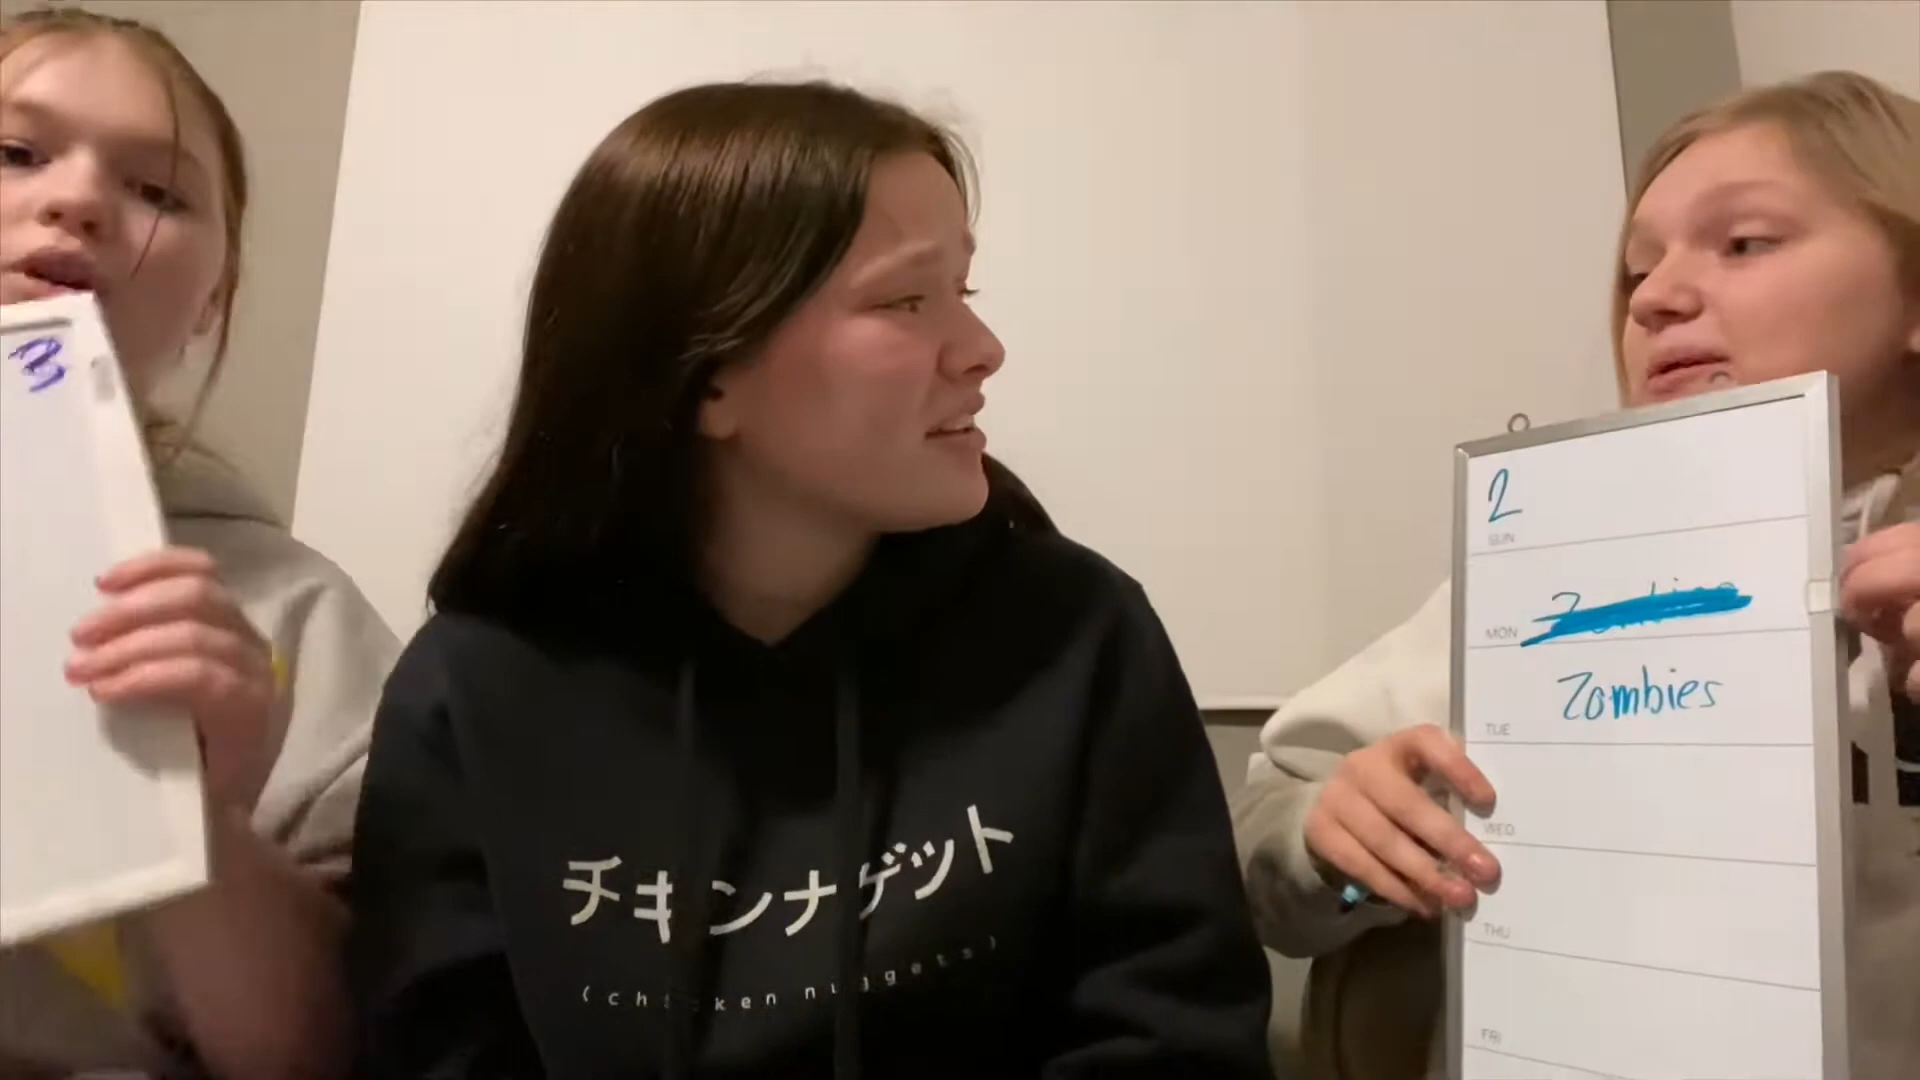 3
2
SUN
MON
Zombies
TUE
WED
THU
FRI
チキンナゲット
(chicken nuggets)